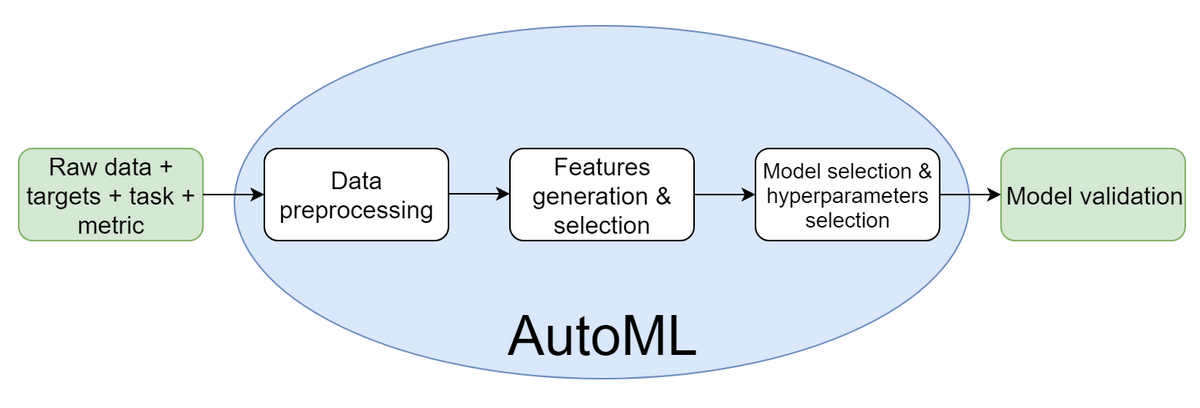 Raw data +
targets + task +
metric
Data
preprocessing
Features
generation &
selection
Model selection &
hyperparameters
selection
Model validation
AutoML